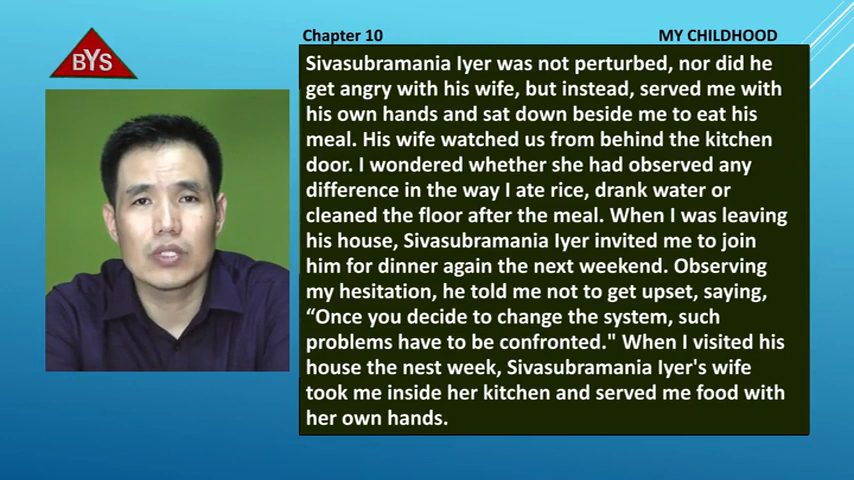 BYS
Chapter 10 MY CHILDHOOD
Sivasubramania Iyer was not perturbed, nor did he
get angry with his wife, but instead, served me with
his own hands and sat down beside me to eat his
meal. His wife watched us from behind the kitchen
door. I wondered whether she had observed any
difference in the way I ate rice, drank water or
cleaned the floor after the meal. When I was leaving
his house, Sivasubramania Iyer invited me to join
him for dinner again the next weekend. Observing
my hesitation, he told me not to get upset, saying,
“Once you decide to change the system, such
problems have to be confronted." When I visited his
house the nest week, Sivasubramania Iyer's wife
took me inside her kitchen and served me food with
her own hands.